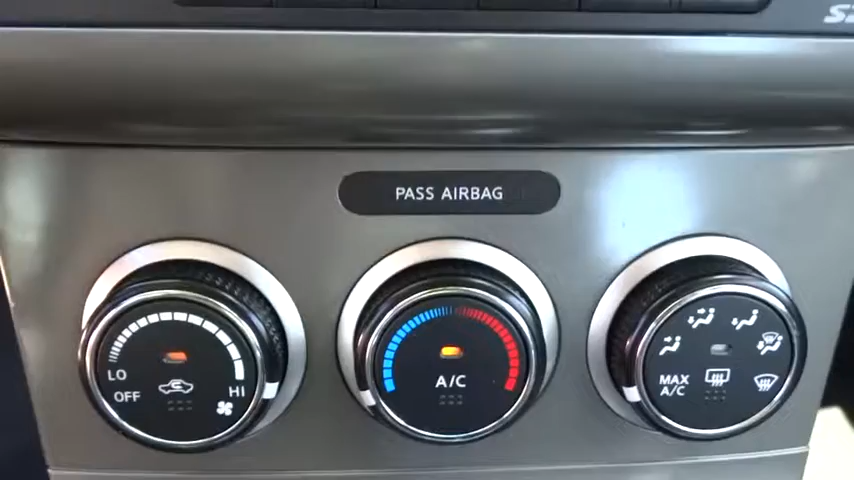 PASS AIRBAG
LO
OFF
HI
A/C
MAX
A/C